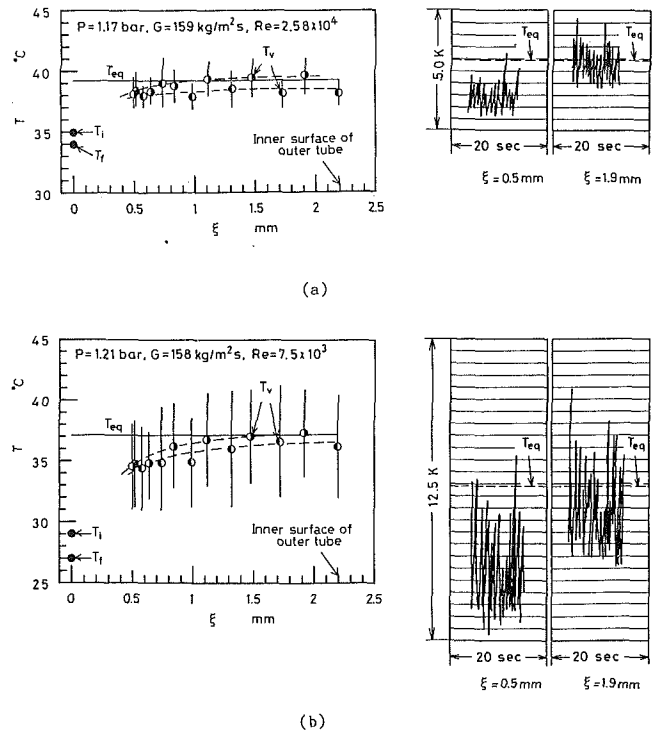 P=1.17 bar, G=159 kg/m²s, Re=2.58x10⁴
45
°C
40
T
35
30
Teq
Tv
Ti
Tf
Inner surface of
outer tube
0 0.5 1 1.5 2 2.5
ξ mm
5.0 K
Teq
Teq
20 sec
20 sec
ξ=0.5mm
ξ=1.9mm
(a)
P=1.21 bar, G=158 kg/m²s, Re=7.5x10³
45
°C
40
T
35
30
25
Teq
Tv
Ti
Tf
Inner surface of
outer tube
0 0.5 1 1.5 2 2.5
ξ mm
12.5 K
Teq
Teq
20 sec
20 sec
ξ=0.5mm
ξ=1.9mm
(b)